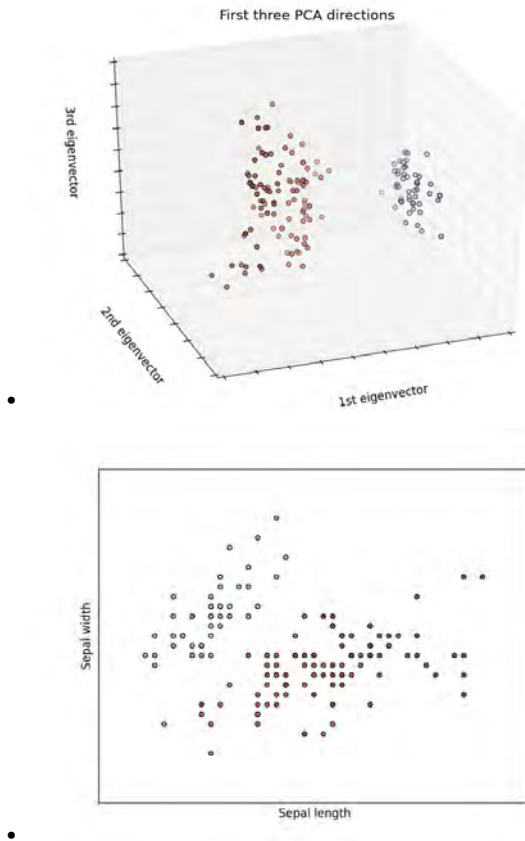 First three PCA directions
3rd eigenvector
2nd eigenvector
1st eigenvector
Sepal width
Sepal length